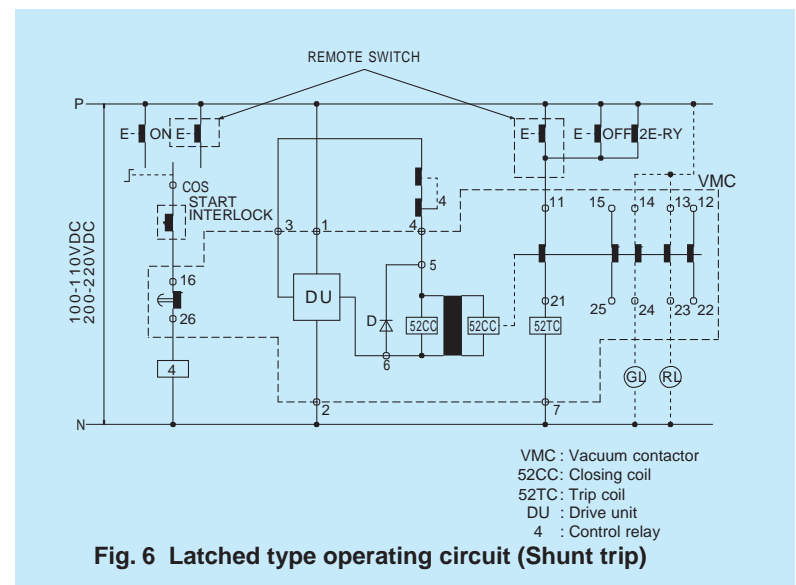 REMOTE SWITCH
P
E- ON E- E- E- OFF 2E-RY
COS
START
INTERLOCK
VMC
4
3 1 4 11 15 14 13 12
16
5
100-110VDC
200-220VDC
DU
D 52CC 52CC 52TC
26
21 25 24 23 22
6
4
GL RL
2 7
N
VMC : Vacuum contactor
52CC: Closing coil
52TC: Trip coil
DU : Drive unit
4 : Control relay
Fig. 6 Latched type operating circuit (Shunt trip)